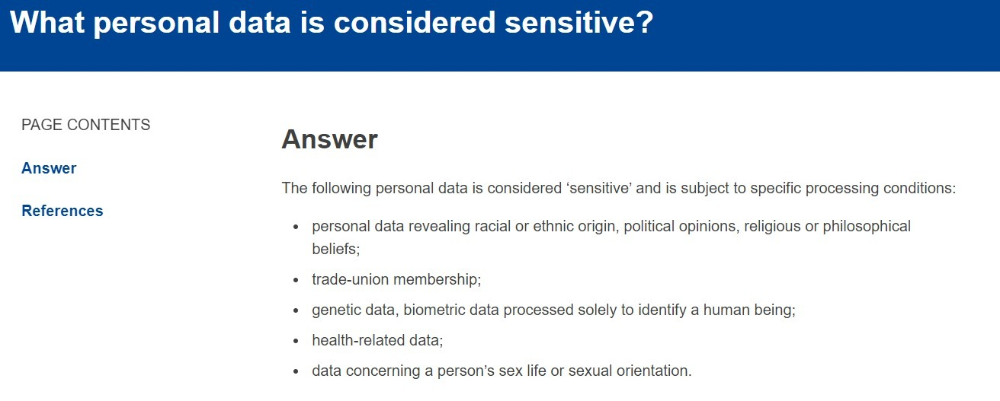 What personal data is considered sensitive?
PAGE CONTENTS
Answer
References
Answer
The following personal data is considered ‘sensitive’ and is subject to specific processing conditions:
• personal data revealing racial or ethnic origin, political opinions, religious or philosophical
beliefs;
• trade-union membership;
• genetic data, biometric data processed solely to identify a human being;
• health-related data;
• data concerning a person’s sex life or sexual orientation.